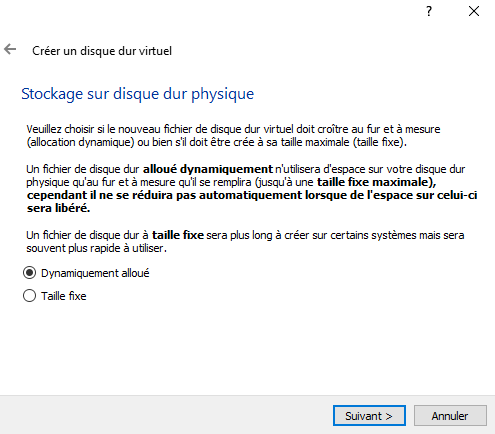 ?
Créer un disque dur virtuel
Stockage sur disque dur physique
Veuillez choisir si le nouveau fichier de disque dur virtuel doit croître au fur et à mesure
(allocation dynamique) ou bien s'il doit être crée à sa taille maximale (taille fixe).
Un fichier de disque dur alloué dynamiquement n'utilisera d'espace sur votre disque dur
physique qu'au fur et à mesure qu'il se remplira (jusqu'à une taille fixe maximale),
cependant il ne se réduira pas automatiquement lorsque de l'espace sur celui-ci
sera libéré.
Un fichier de disque dur à taille fixe sera plus long à créer sur certains systèmes mais sera
souvent plus rapide à utiliser.
Dynamiquement alloué
Taille fixe
Suivant > Annuler